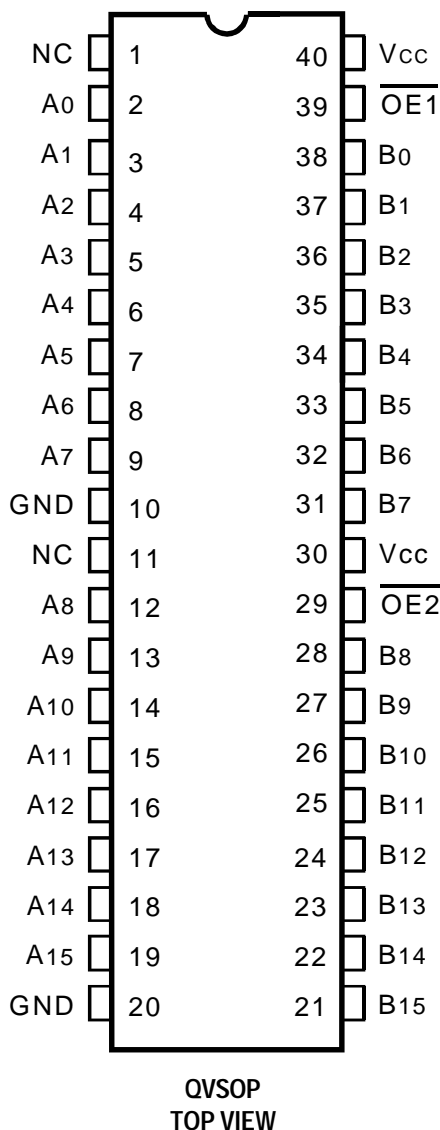 NC 1 40 Vcc
A0 2 39 OE1
A1 3 38 B0
A2 4 37 B1
A3 5 36 B2
A4 6 35 B3
A5 7 34 B4
A6 8 33 B5
A7 9 32 B6
GND 10 31 B7
NC 11 30 Vcc
A8 12 29 OE2
A9 13 28 B8
A10 14 27 B9
A11 15 26 B10
A12 16 25 B11
A13 17 24 B12
A14 18 23 B13
A15 19 22 B14
GND 20 21 B15
QVSOP
TOP VIEW